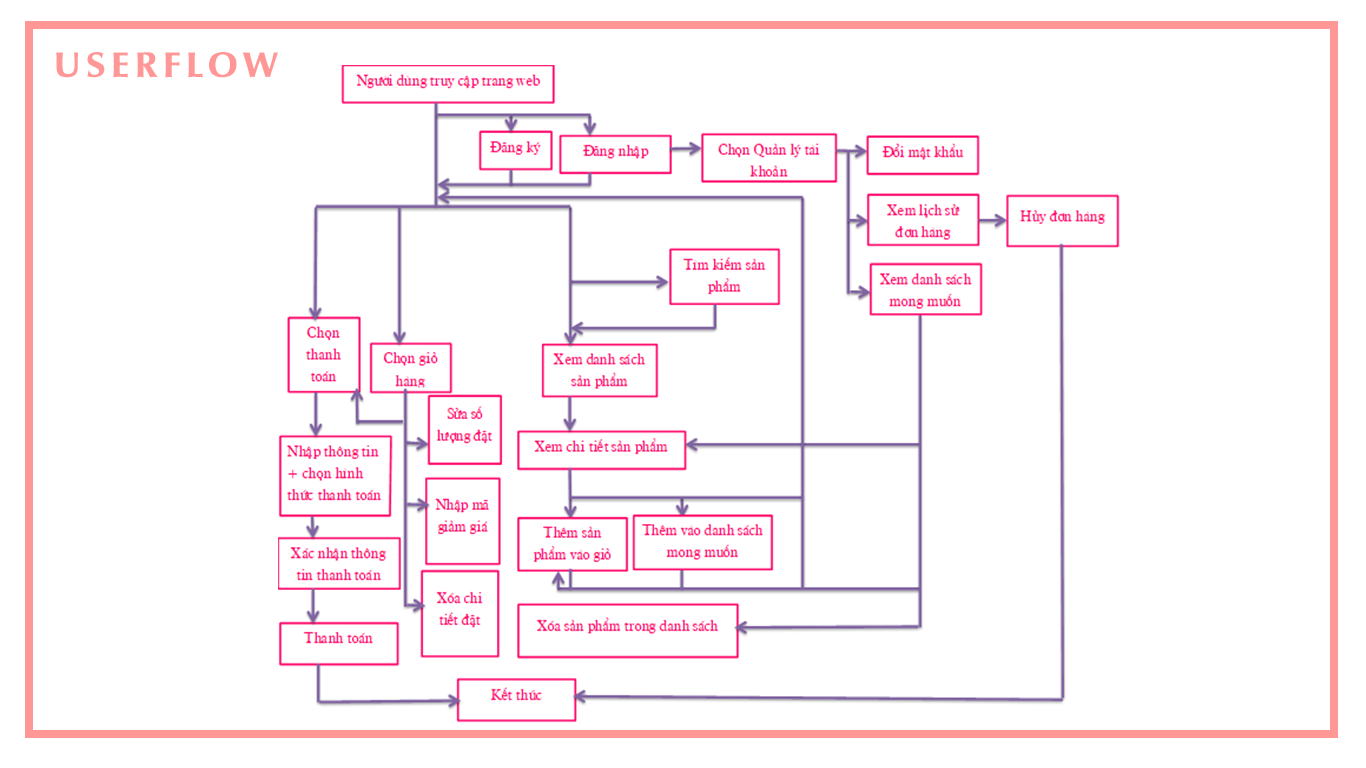 USERFLOW
Người dùng truy cập trang web
Đăng ký
Đăng nhập
Chọn Quản lý tài
khoản
Đổi mật khẩu
Xem lịch sử
đơn hàng
Hủy đơn hàng
Tìm kiếm sản
phẩm
Xem danh sách
mong muốn
Chọn
thanh
toán
Chọn giỏ
hàng
Xem danh sách
sản phẩm
Sửa số
lượng đặt
Nhập thông tin
+ chọn hình
thức thanh toán
Xem chi tiết sản phẩm
Nhập mã
giảm giá
Thêm sản
phẩm vào giỏ
Thêm vào danh sách
mong muốn
Xác nhận thông
tin thanh toán
Xóa chi
tiết đặt
Xóa sản phẩm trong danh sách
Thanh toán
Kết thúc